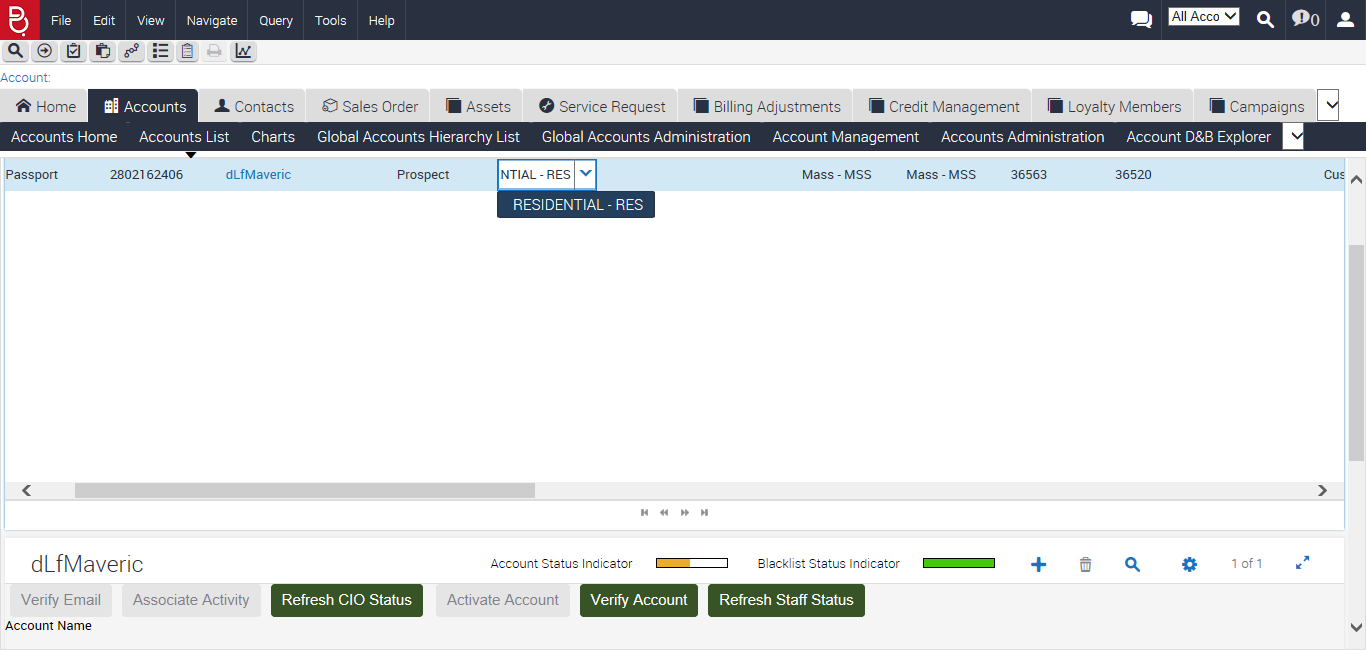 File Edit View Navigate Query Tools Help All Acco 0
Account:
Home Accounts Contacts Sales Order Assets Service Request Billing Adjustments Credit Management Loyalty Members Campaigns
Accounts Home Accounts List Charts Global Accounts Hierarchy List Global Accounts Administration Account Management Accounts Administration Account D&B Explorer
Passport 2802162406 dLfMaveric Prospect NTIAL - RES Mass - MSS Mass - MSS 36563 36520 Cus
RESIDENTIAL - RES
dLfMaveric Account Status Indicator Blacklist Status Indicator 1 of 1
Verify Email Associate Activity Refresh CIO Status Activate Account Verify Account Refresh Staff Status
Account Name